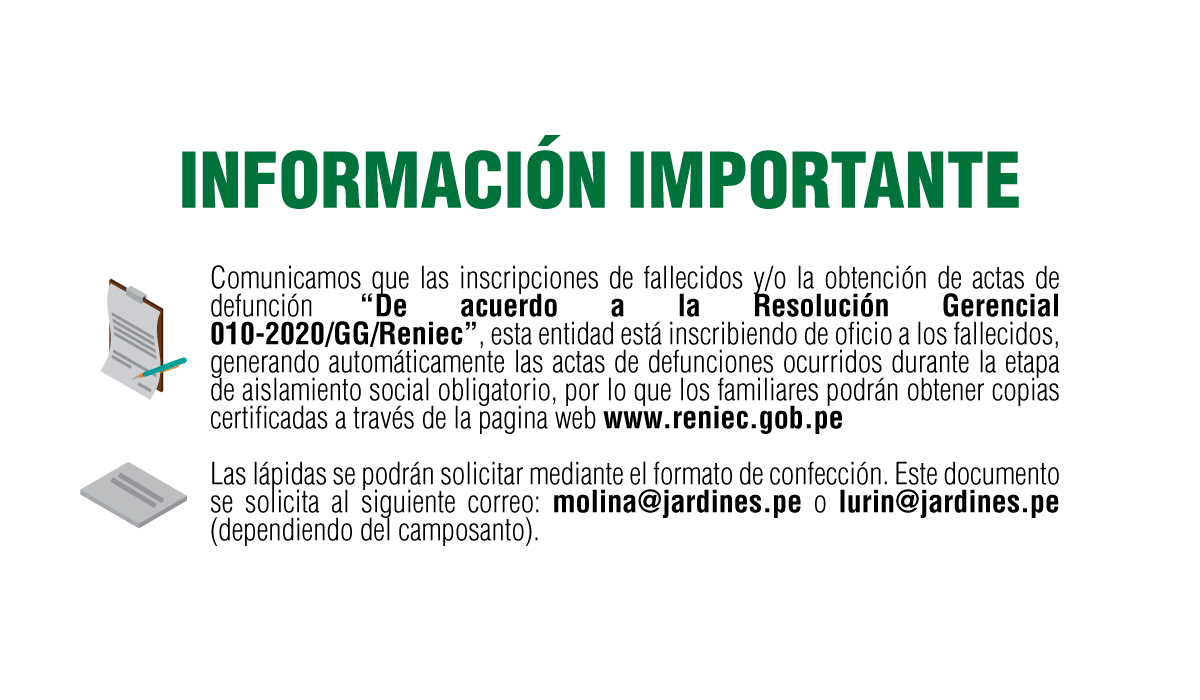 INFORMACIÓN IMPORTANTE
Comunicamos que las inscripciones de fallecidos y/o la obtención de actas de
defunción “De acuerdo a la Resolución Gerencial
010-2020/GG/Reniec”, esta entidad está inscribiendo de oficio a los fallecidos,
generando automáticamente las actas de defunciones ocurridos durante la etapa
de aislamiento social obligatorio, por lo que los familiares podrán obtener copias
certificadas a través de la pagina web www.reniec.gob.pe
Las lápidas se podrán solicitar mediante el formato de confección. Este documento
se solicita al siguiente correo: molina@jardines.pe o lurin@jardines.pe
(dependiendo del camposanto).